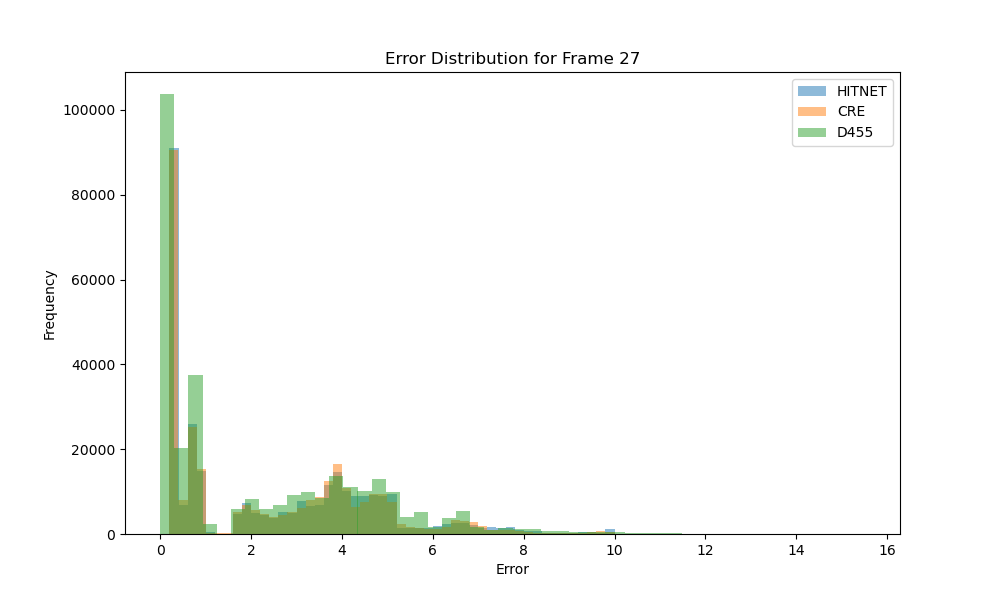 Error Distribution for Frame 27
HITNET
CRE
D455
100000
80000
60000
40000
20000
0
Frequency
0 2 4 6 8 10 12 14 16
Error